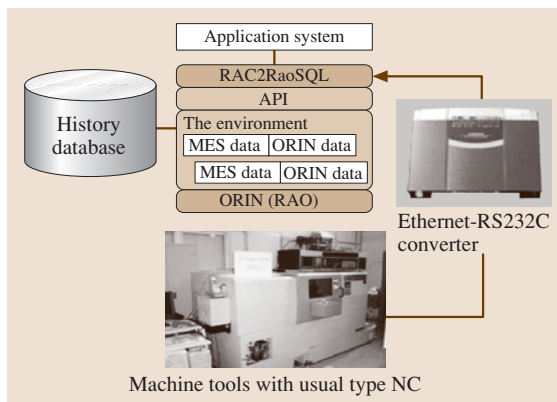 Application system
RAC2RaoSQL
API
History
database
The environment
MES data
ORIN data
MES data
ORIN data
ORIN (RAO)
Ethernet-RS232C
converter
Machine tools with usual type NC